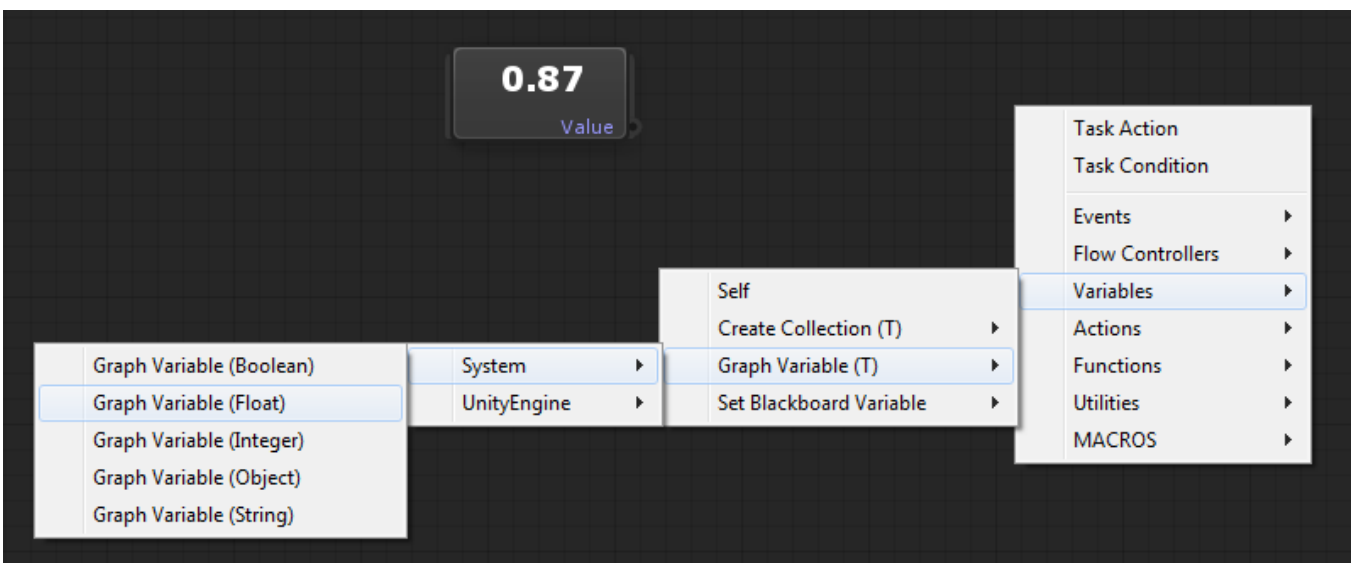 0.87
Value
Task Action
Task Condition
Events
Flow Controllers
Variables
Actions
Functions
Utilities
MACROS
Self
Create Collection (T)
Graph Variable (T)
Set Blackboard Variable
System
UnityEngine
Graph Variable (Boolean)
Graph Variable (Float)
Graph Variable (Integer)
Graph Variable (Object)
Graph Variable (String)